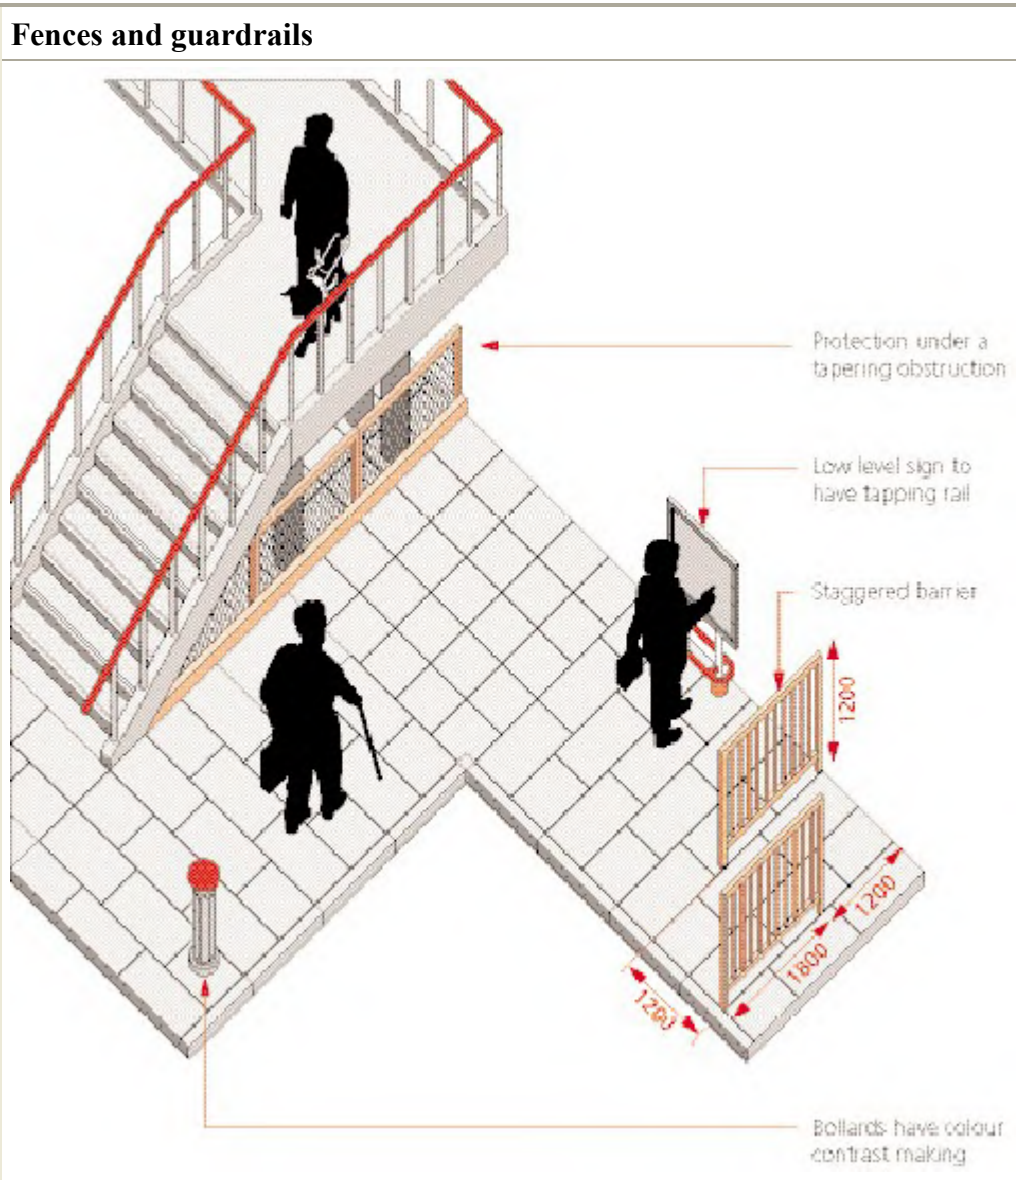 Fences and guardrails
Protection under a
tapering obstruction
Low level sign to
have tapping rail
Staggered barrier
1200
1200
1800
1200
Bollards have colour
contrast making